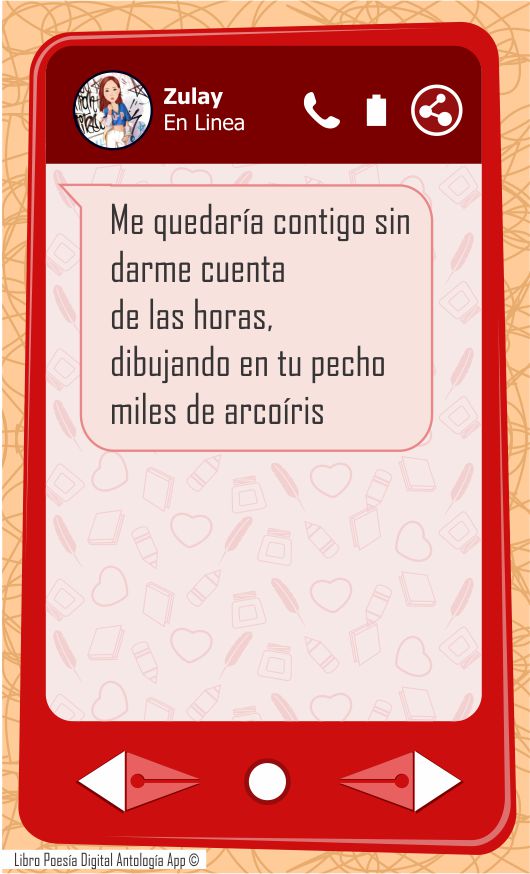 Zulay
En Linea
Me quedaría contigo sin
darme cuenta
de las horas,
dibujando en tu pecho
miles de arcoíris
Libro Poesía Digital Antología App ©